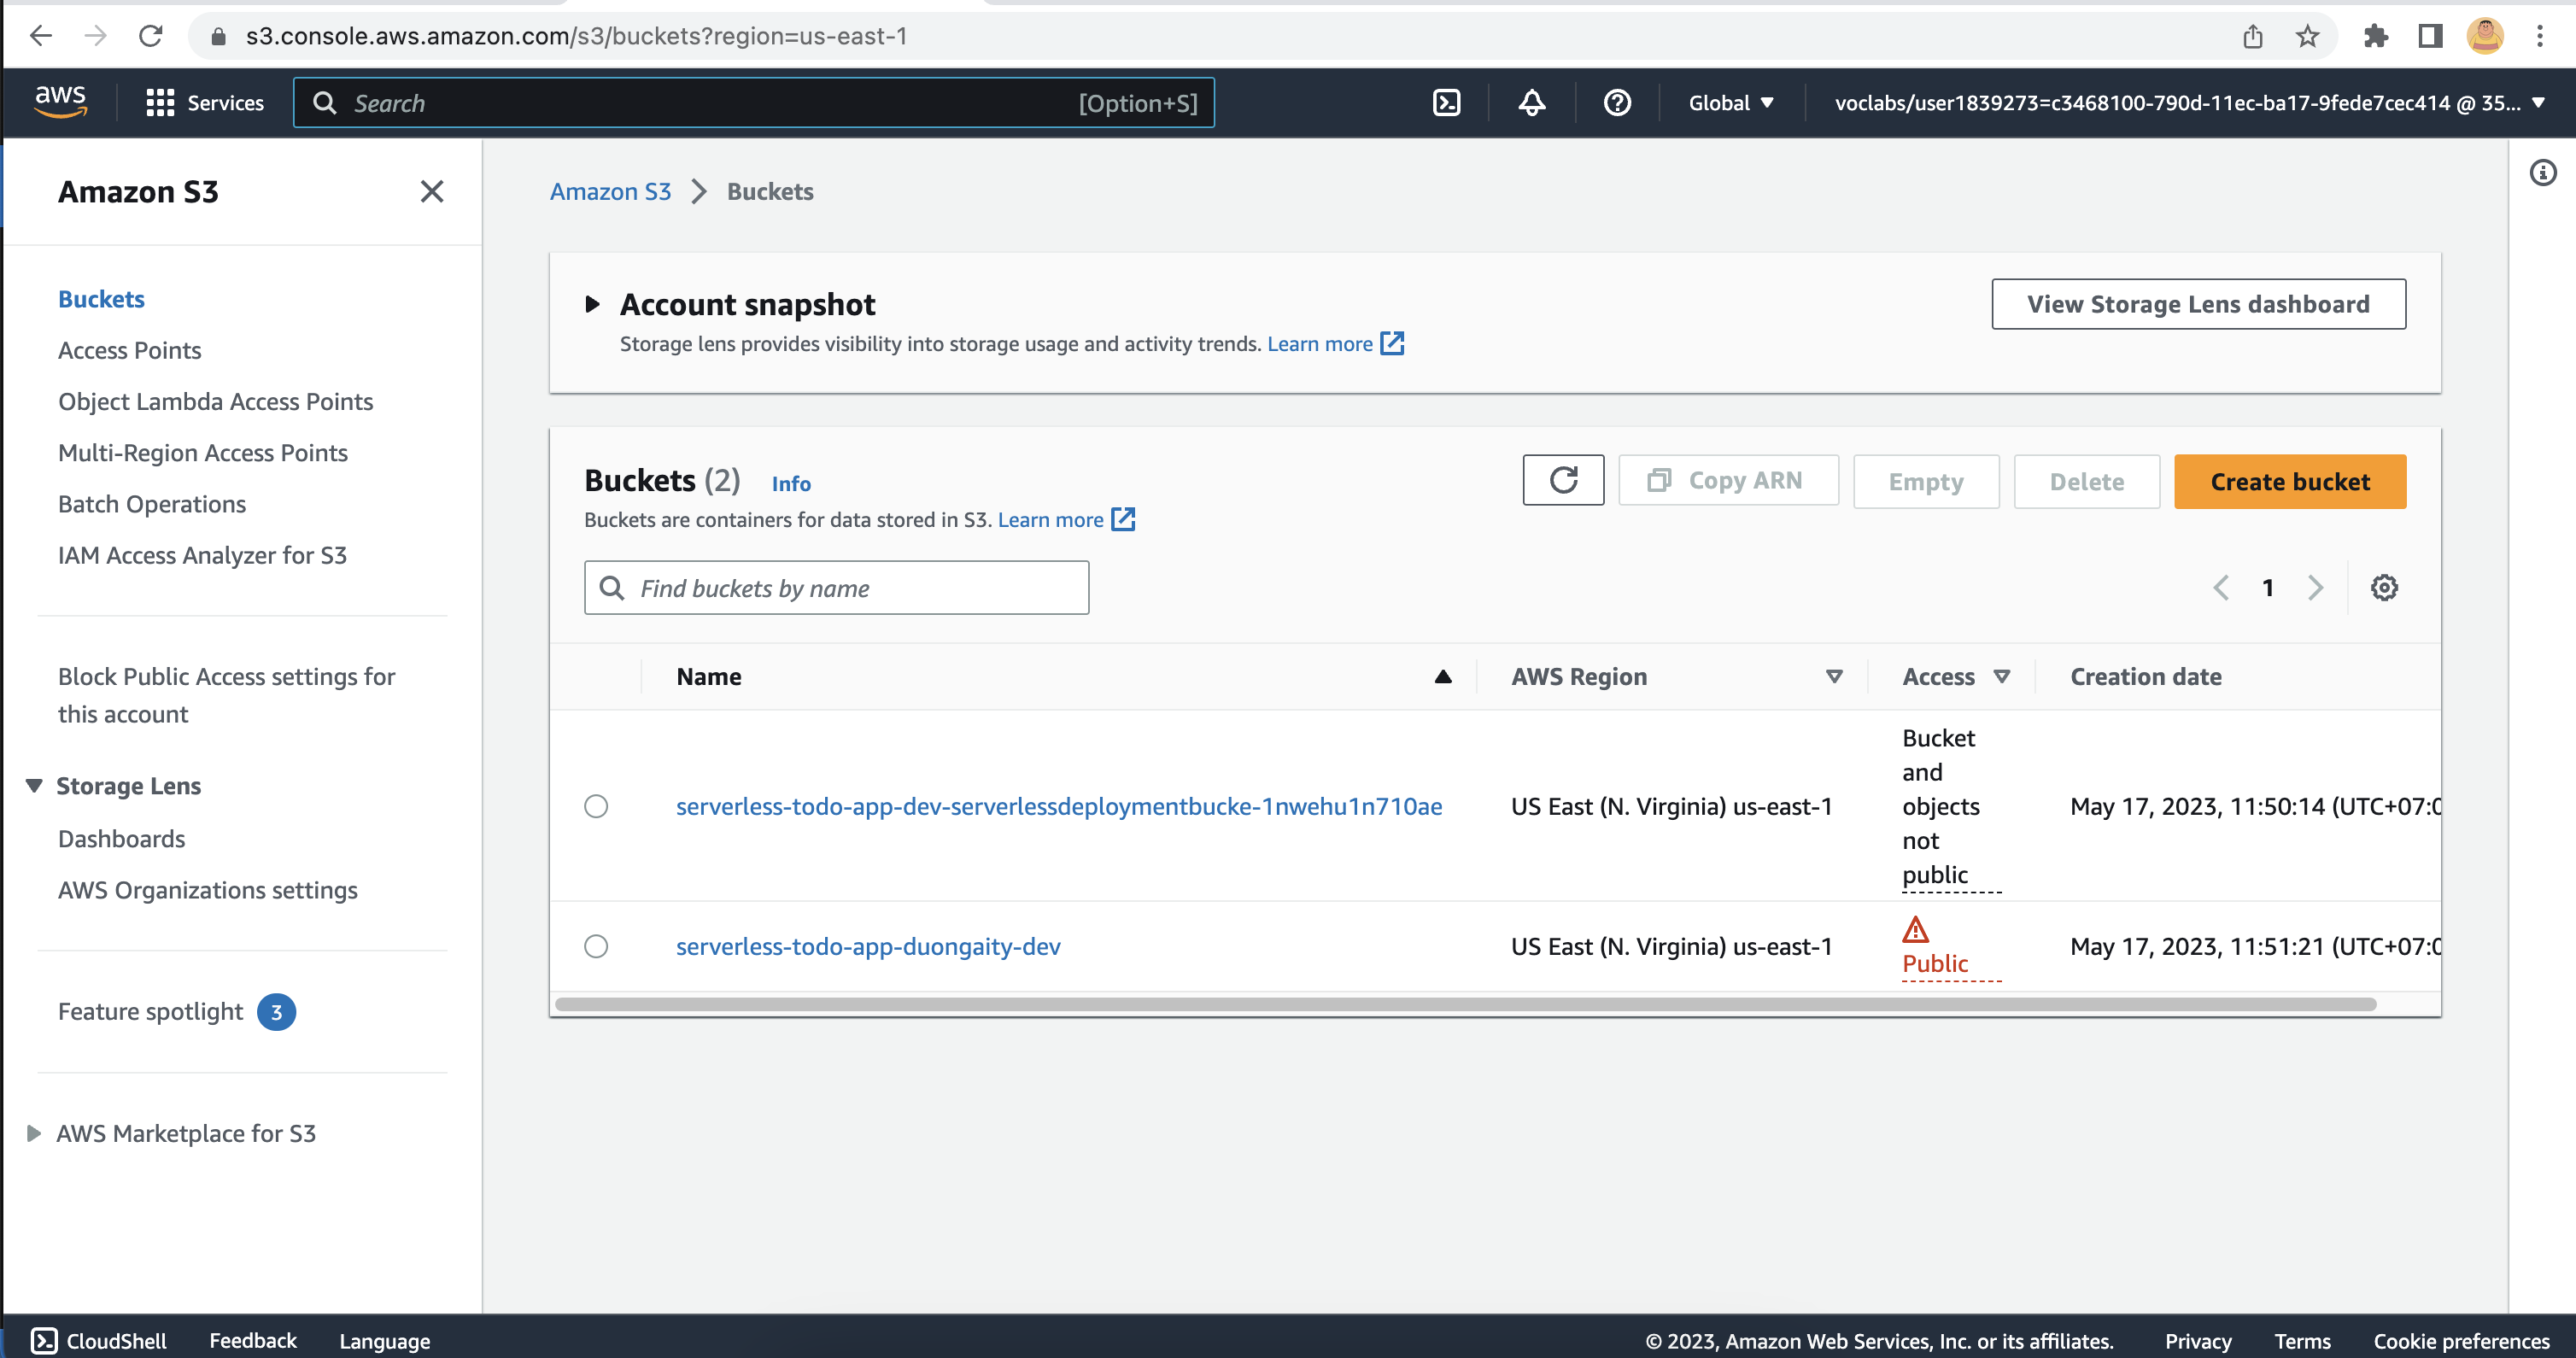 s3.console.aws.amazon.com/s3/buckets?region=us-east-1
aws
Services
Search
[Option+S]
Global
voclabs/user1839273=c3468100-790d-11ec-ba17-9fede7cec414 @ 35...
Amazon S3
Buckets
Access Points
Object Lambda Access Points
Multi-Region Access Points
Batch Operations
IAM Access Analyzer for S3
Block Public Access settings for
this account
Storage Lens
Dashboards
AWS Organizations settings
Feature spotlight 3
AWS Marketplace for S3
Amazon S3 > Buckets
Account snapshot
Storage lens provides visibility into storage usage and activity trends. Learn more
View Storage Lens dashboard
Buckets (2) Info
Buckets are containers for data stored in S3. Learn more
Copy ARN
Empty
Delete
Create bucket
Find buckets by name
1
Name
AWS Region
Access
Creation date
serverless-todo-app-dev-serverlessdeploymentbucke-1nwehu1n710ae
US East (N. Virginia) us-east-1
Bucket
and
objects
not
public
May 17, 2023, 11:50:14 (UTC+07:0
serverless-todo-app-duongaity-dev
US East (N. Virginia) us-east-1
Public
May 17, 2023, 11:51:21 (UTC+07:0
CloudShell
Feedback
Language
© 2023, Amazon Web Services, Inc. or its affiliates.
Privacy
Terms
Cookie preferences